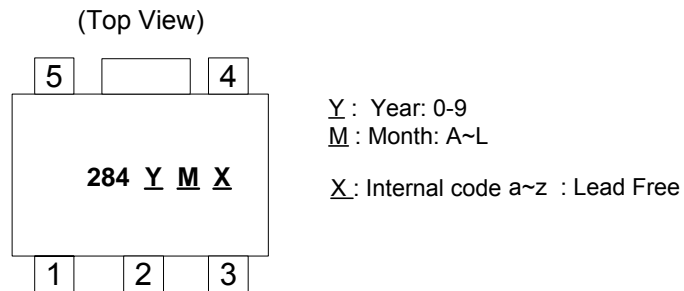 (Top View)
5 4
284 Y M X
1 2 3
Y : Year: 0-9
M : Month: A~L
X : Internal code a~z : Lead Free